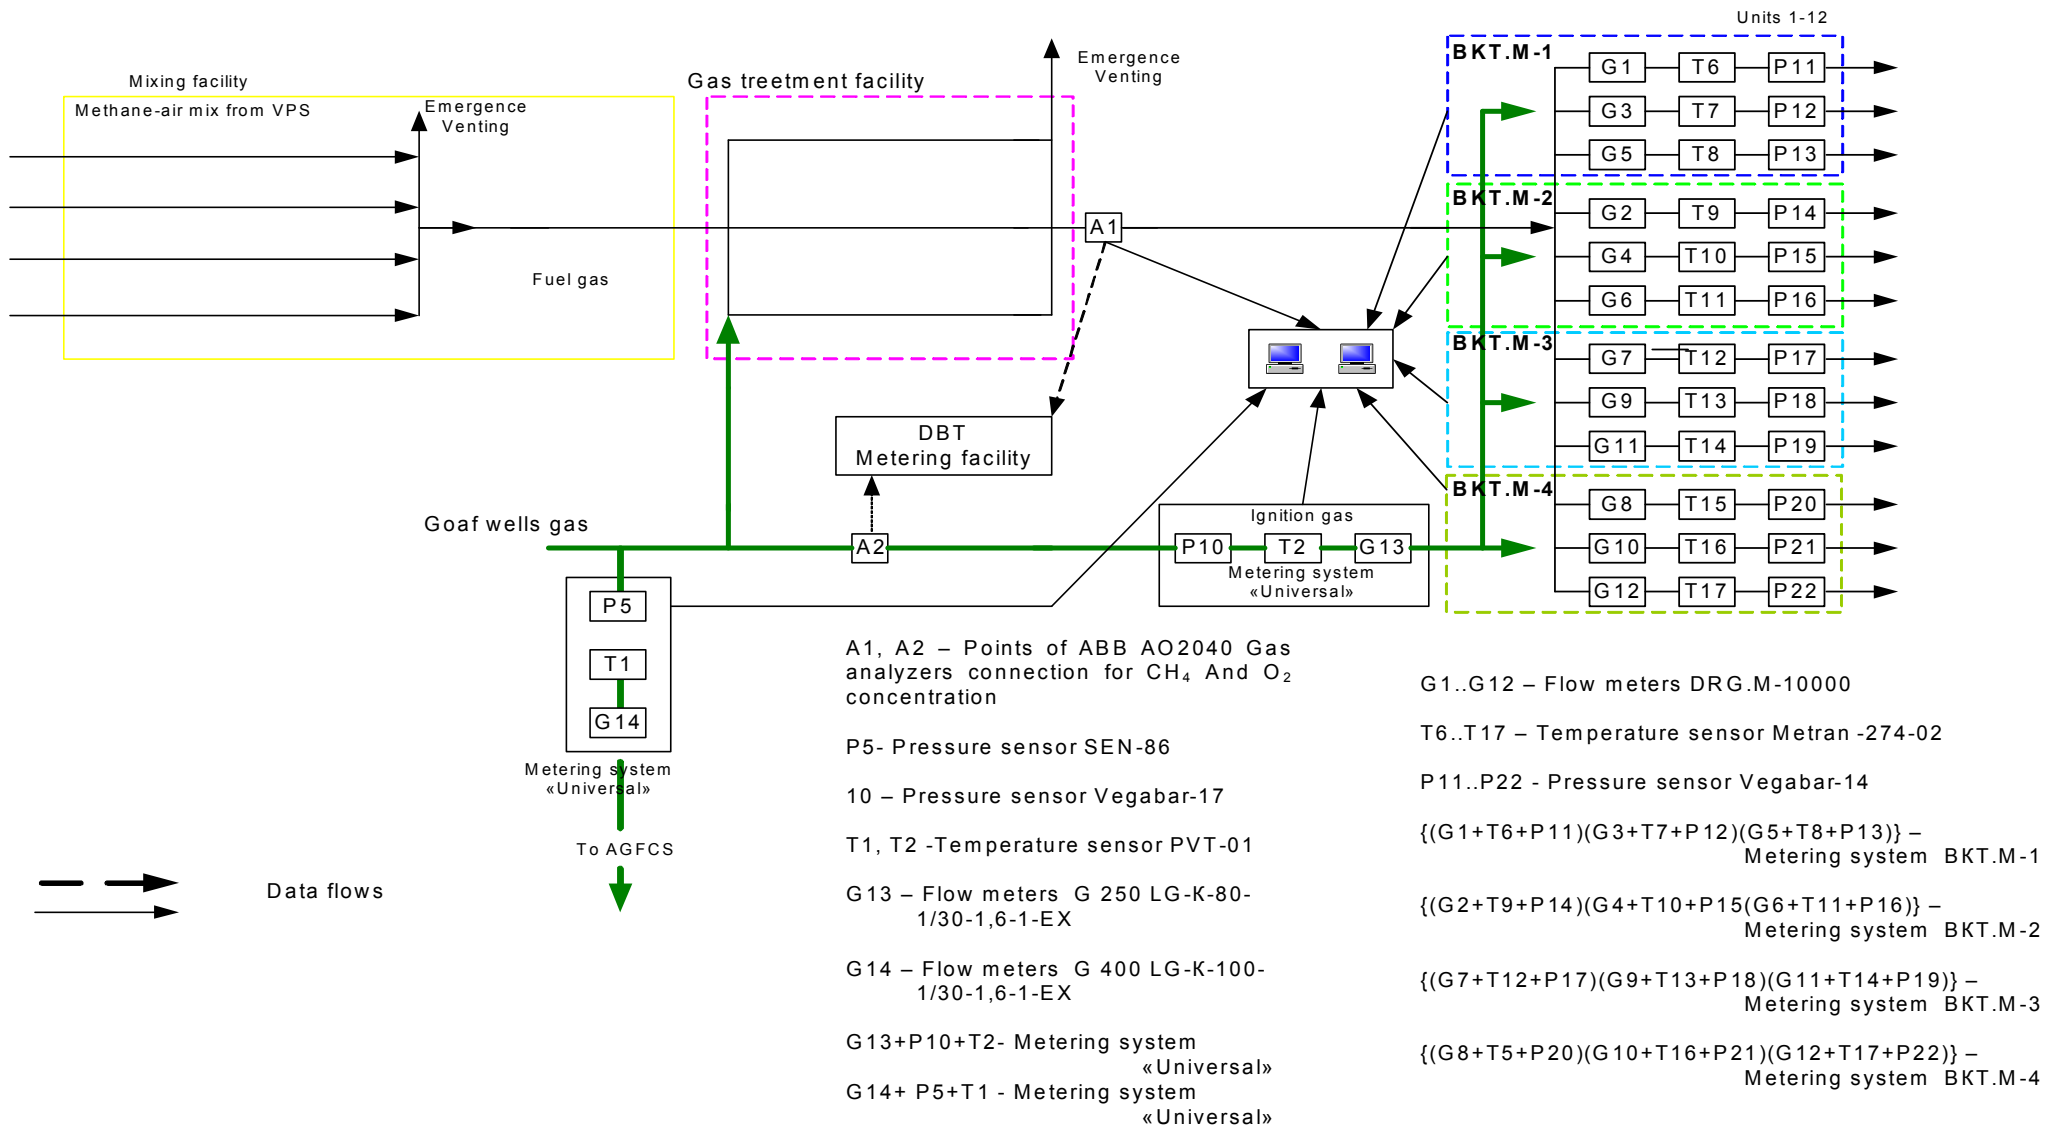 Units 1-12
Mixing facility
Methane-air mix from VPS
Emergence
Venting
Fuel gas
Gas treetment facility
Emergence
Venting
A1
DBT
Metering facility
Goaf wells gas
A2
P5
T1
G14
Metering system
«Universal»
To AGFCS
Ignition gas
P10
T2
G13
Metering system
«Universal»
BKT.M-1
G1 T6 P11
G3 T7 P12
G5 T8 P13
BKT.M-2
G2 T9 P14
G4 T10 P15
G6 T11 P16
BKT.M-3
G7 T12 P17
G9 T13 P18
G11 T14 P19
BKT.M-4
G8 T15 P20
G10 T16 P21
G12 T17 P22
Data flows
A1, A2 – Points of ABB AO2040 Gas
analyzers connection for CH₄ And O₂
concentration
P5- Pressure sensor SEN-86
10 – Pressure sensor Vegabar-17
T1, T2 -Temperature sensor PVT-01
G13 – Flow meters G 250 LG-K-80-
1/30-1,6-1-EX
G14 – Flow meters G 400 LG-K-100-
1/30-1,6-1-EX
G13+P10+T2- Metering system
«Universal»
G14+ P5+T1 - Metering system
«Universal»
G1..G12 – Flow meters DRG.M-10000
T6..T17 – Temperature sensor Metran -274-02
P11..P22 - Pressure sensor Vegabar-14
{(G1+T6+P11)(G3+T7+P12)(G5+T8+P13)} –
Metering system BKT.M-1
{(G2+T9+P14)(G4+T10+P15(G6+T11+P16)} –
Metering system BKT.M-2
{(G7+T12+P17)(G9+T13+P18)(G11+T14+P19)} –
Metering system BKT.M-3
{(G8+T5+P20)(G10+T16+P21)(G12+T17+P22)} –
Metering system BKT.M-4